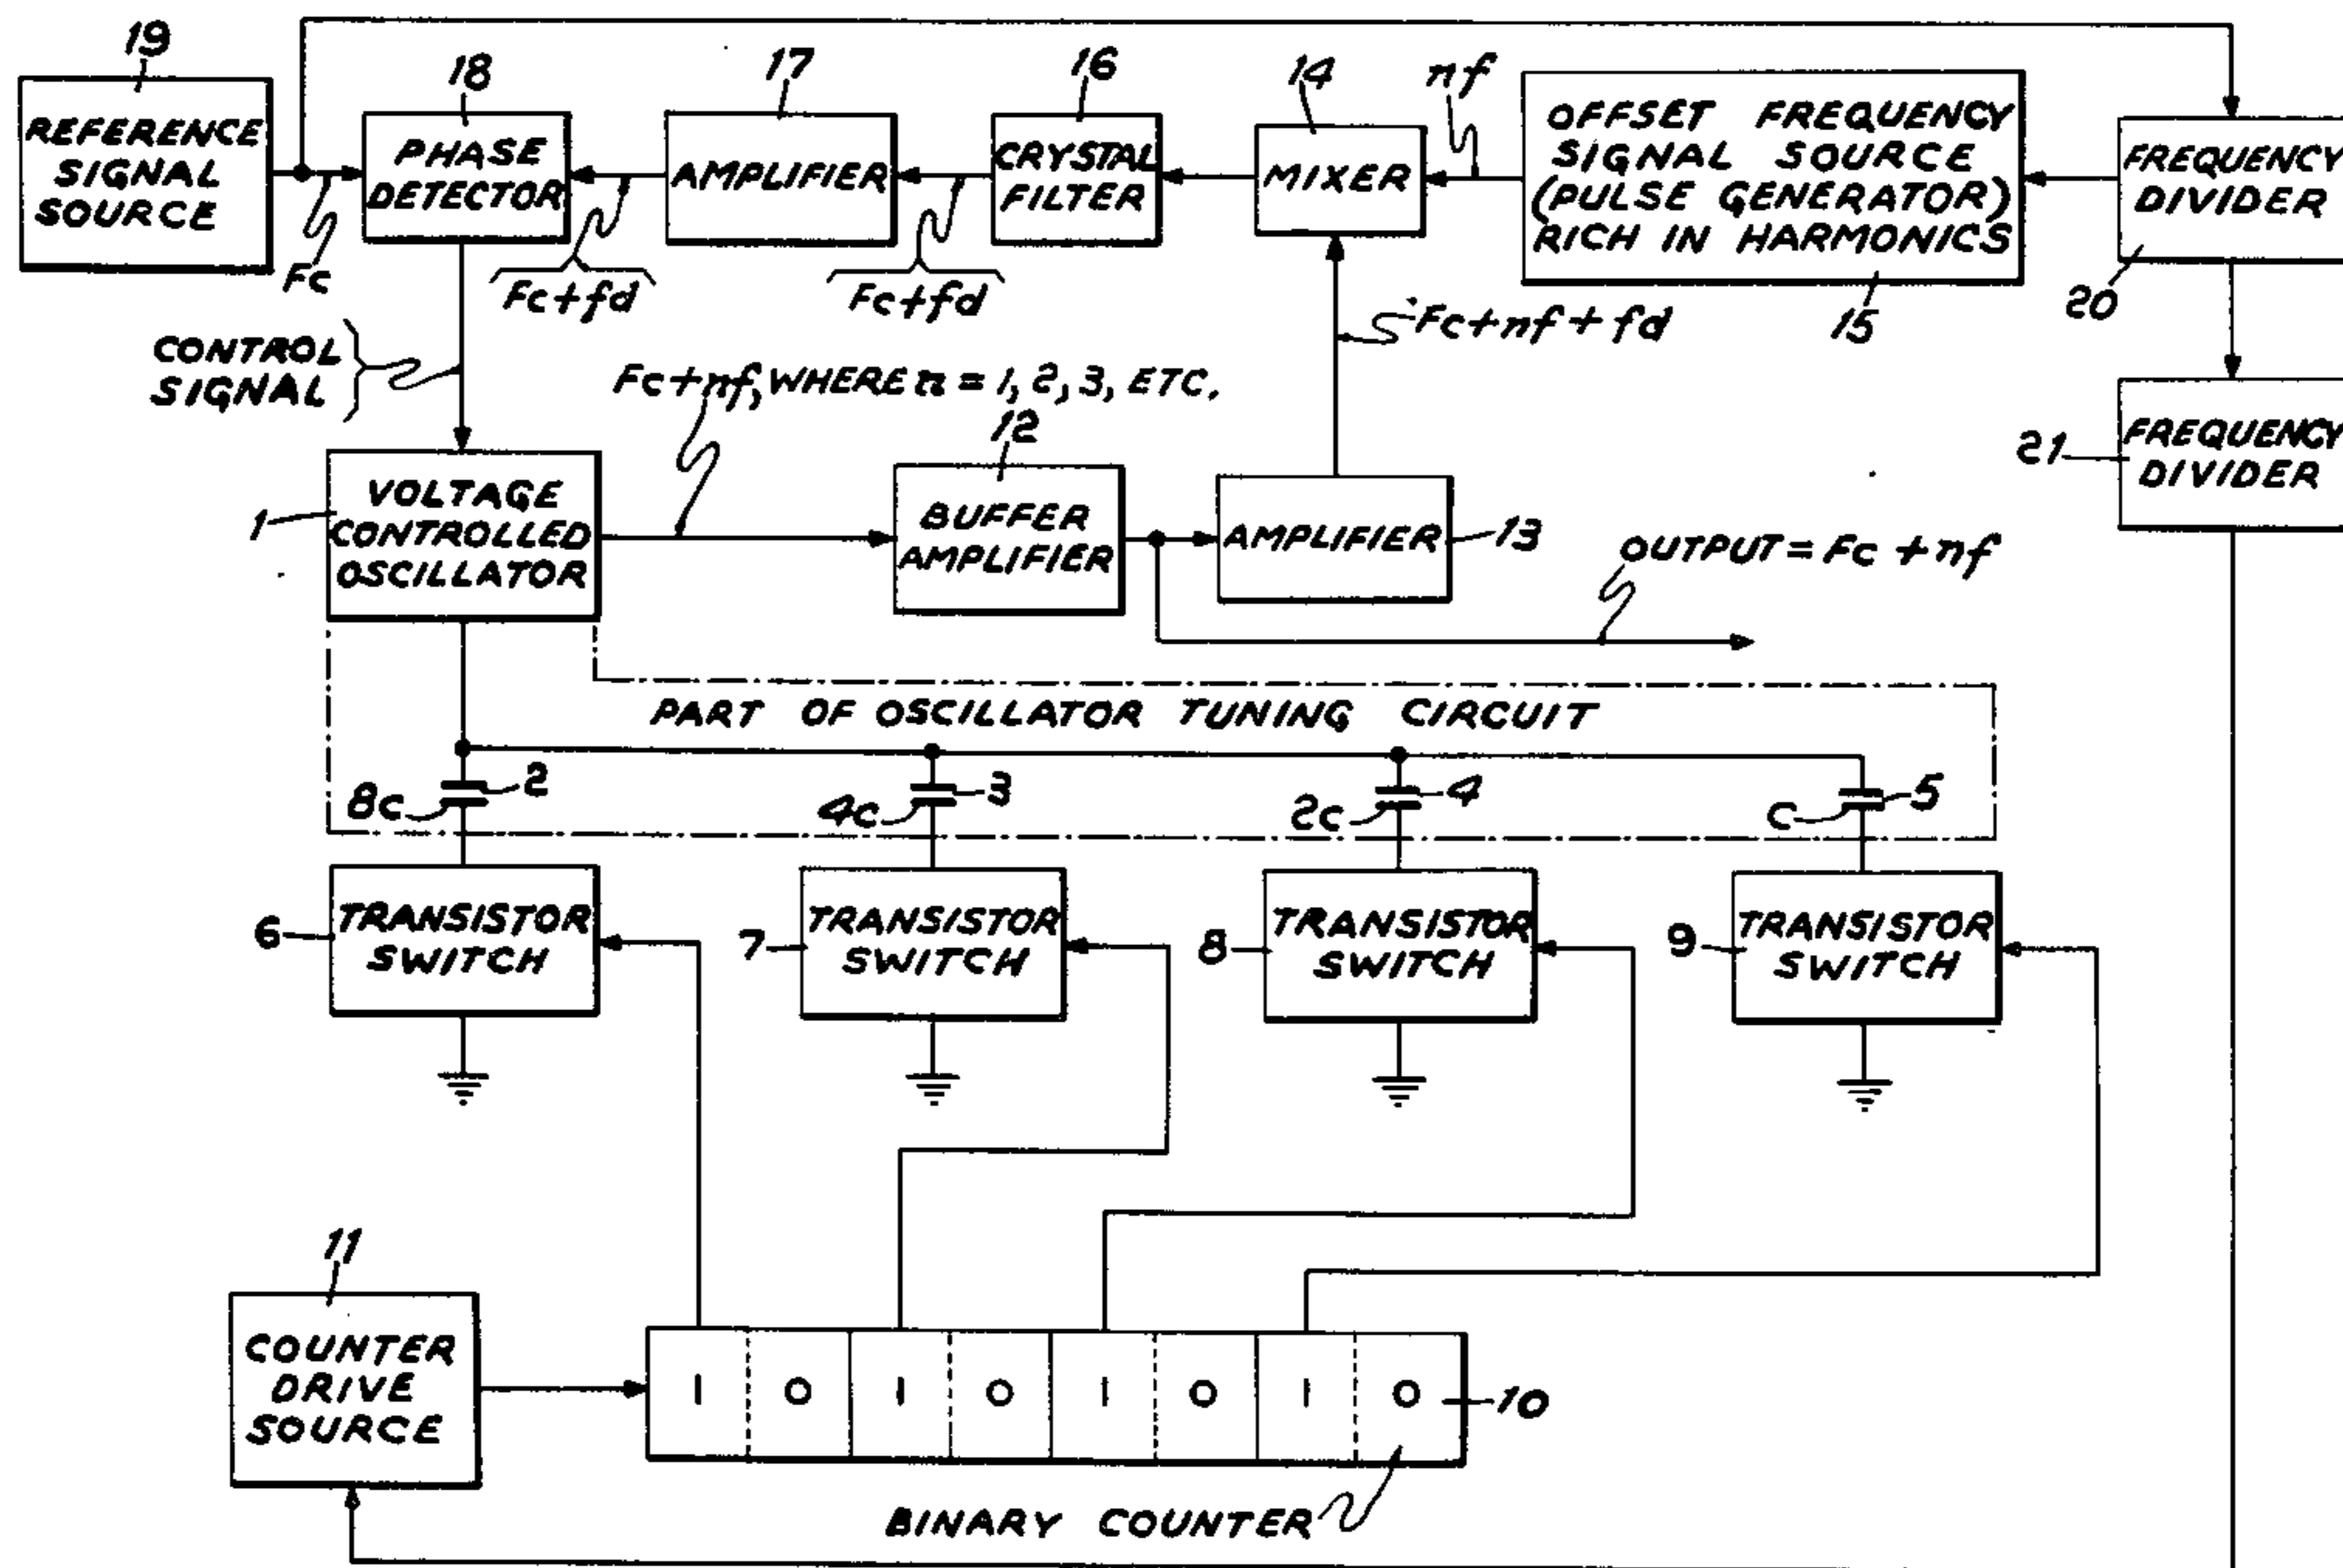 19
REFERENCE
SIGNAL
SOURCE
Fc
18
PHASE
DETECTOR
Fc+fd
17
AMPLIFIER
Fc+fd
16
CRYSTAL
FILTER
14
MIXER
nf
OFFSET FREQUENCY
SIGNAL SOURCE
(PULSE GENERATOR)
RICH IN HARMONICS
15
FREQUENCY
DIVIDER
20
CONTROL
SIGNAL
Fc+nf, WHERE n = 1, 2, 3, ETC.
Fc+nf+fd
1
VOLTAGE
CONTROLLED
OSCILLATOR
12
BUFFER
AMPLIFIER
AMPLIFIER
13
OUTPUT = Fc + nf
21
FREQUENCY
DIVIDER
PART OF OSCILLATOR TUNING CIRCUIT
8C
2
4C
3
2C
4
C
5
6
TRANSISTOR
SWITCH
7
TRANSISTOR
SWITCH
8
TRANSISTOR
SWITCH
9
TRANSISTOR
SWITCH
11
COUNTER
DRIVE
SOURCE
1 0 1 0 1 0 1 0
10
BINARY COUNTER